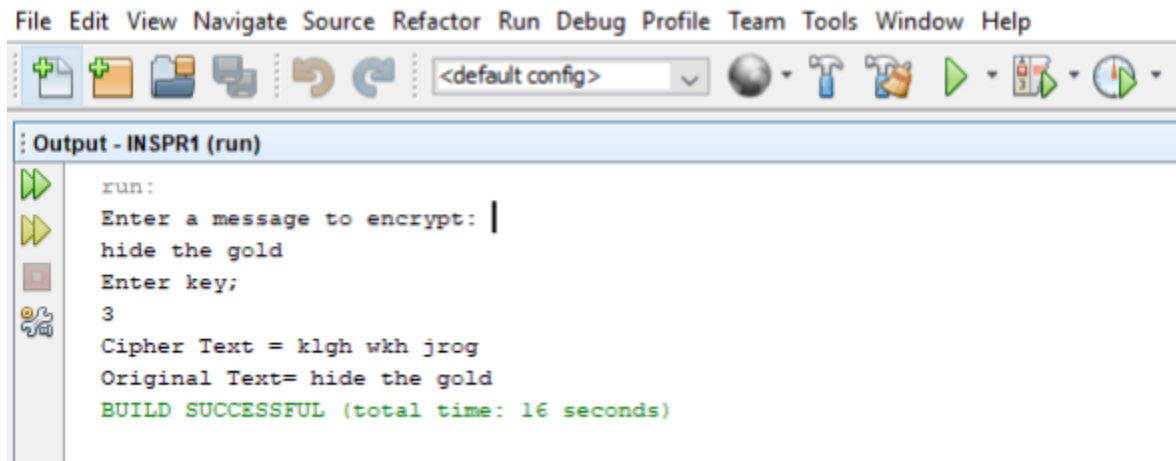 File Edit View Navigate Source Refactor Run Debug Profile Team Tools Window Help
<default config>
Output - INSPR1 (run)
run:
Enter a message to encrypt:
hide the gold
Enter key;
3
Cipher Text = klgh wkh jrog
Original Text= hide the gold
BUILD SUCCESSFUL (total time: 16 seconds)